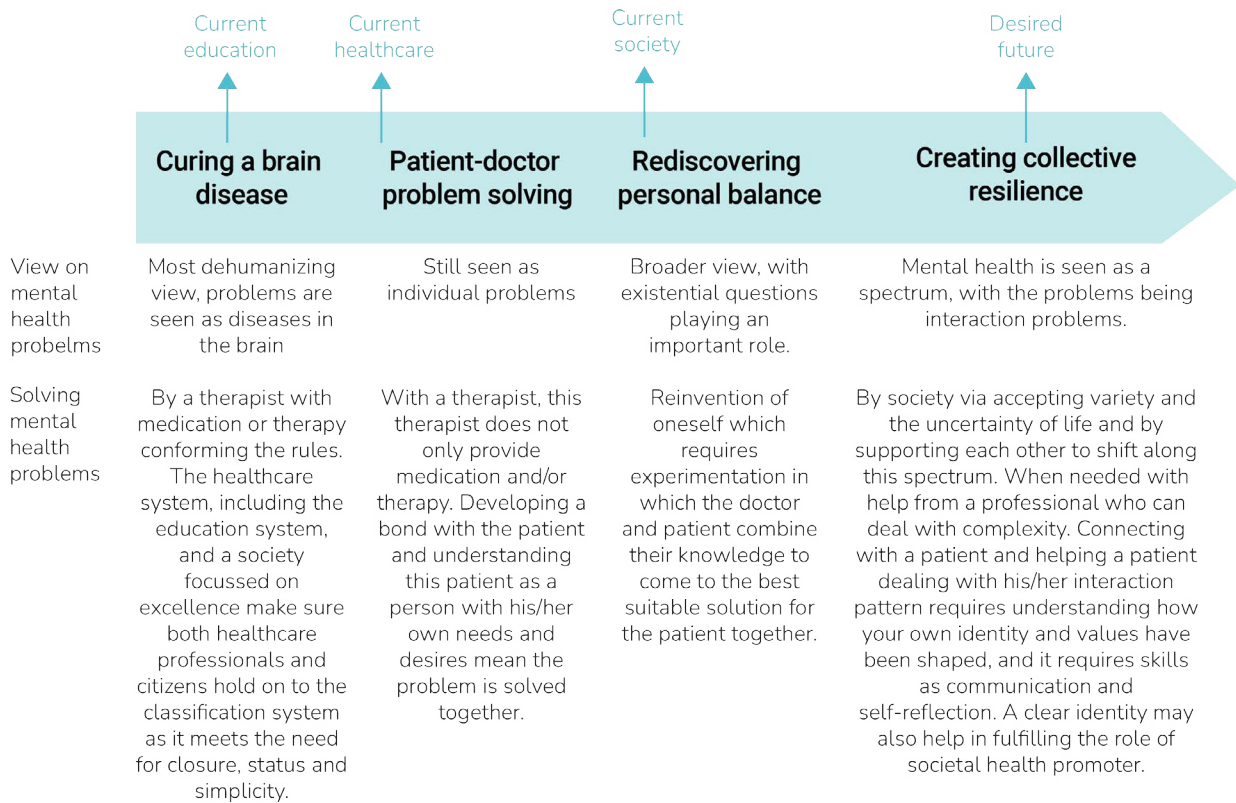 Current
education
Current
healthcare
Current
society
Desired
future
Curing a brain
disease
Patient-doctor
problem solving
Rediscovering
personal balance
Creating collective
resilience
View on
mental
health
probelms
Most dehumanizing
view, problems are
seen as diseases in
the brain
Still seen as
individual problems
Broader view, with
existential questions
playing an
important role.
Mental health is seen as a
spectrum, with the problems being
interaction problems.
Solving
mental
health
problems
By a therapist with
medication or therapy
conforming the rules.
The healthcare
system, including the
education system,
and a society
focussed on
excellence make sure
both healthcare
professionals and
citizens hold on to the
classification system
as it meets the need
for closure, status and
simplicity.
With a therapist, this
therapist does not
only provide
medication and/or
therapy. Developing a
bond with the patient
and understanding
this patient as a
person with his/her
own needs and
desires mean the
problem is solved
together.
Reinvention of
oneself which
requires
experimentation in
which the doctor
and patient combine
their knowledge to
come to the best
suitable solution for
the patient together.
By society via accepting variety and
the uncertainty of life and by
supporting each other to shift along
this spectrum. When needed with
help from a professional who can
deal with complexity. Connecting
with a patient and helping a patient
dealing with his/her interaction
pattern requires understanding how
your own identity and values have
been shaped, and it requires skills
as communication and
self-reflection. A clear identity may
also help in fulfilling the role of
societal health promoter.